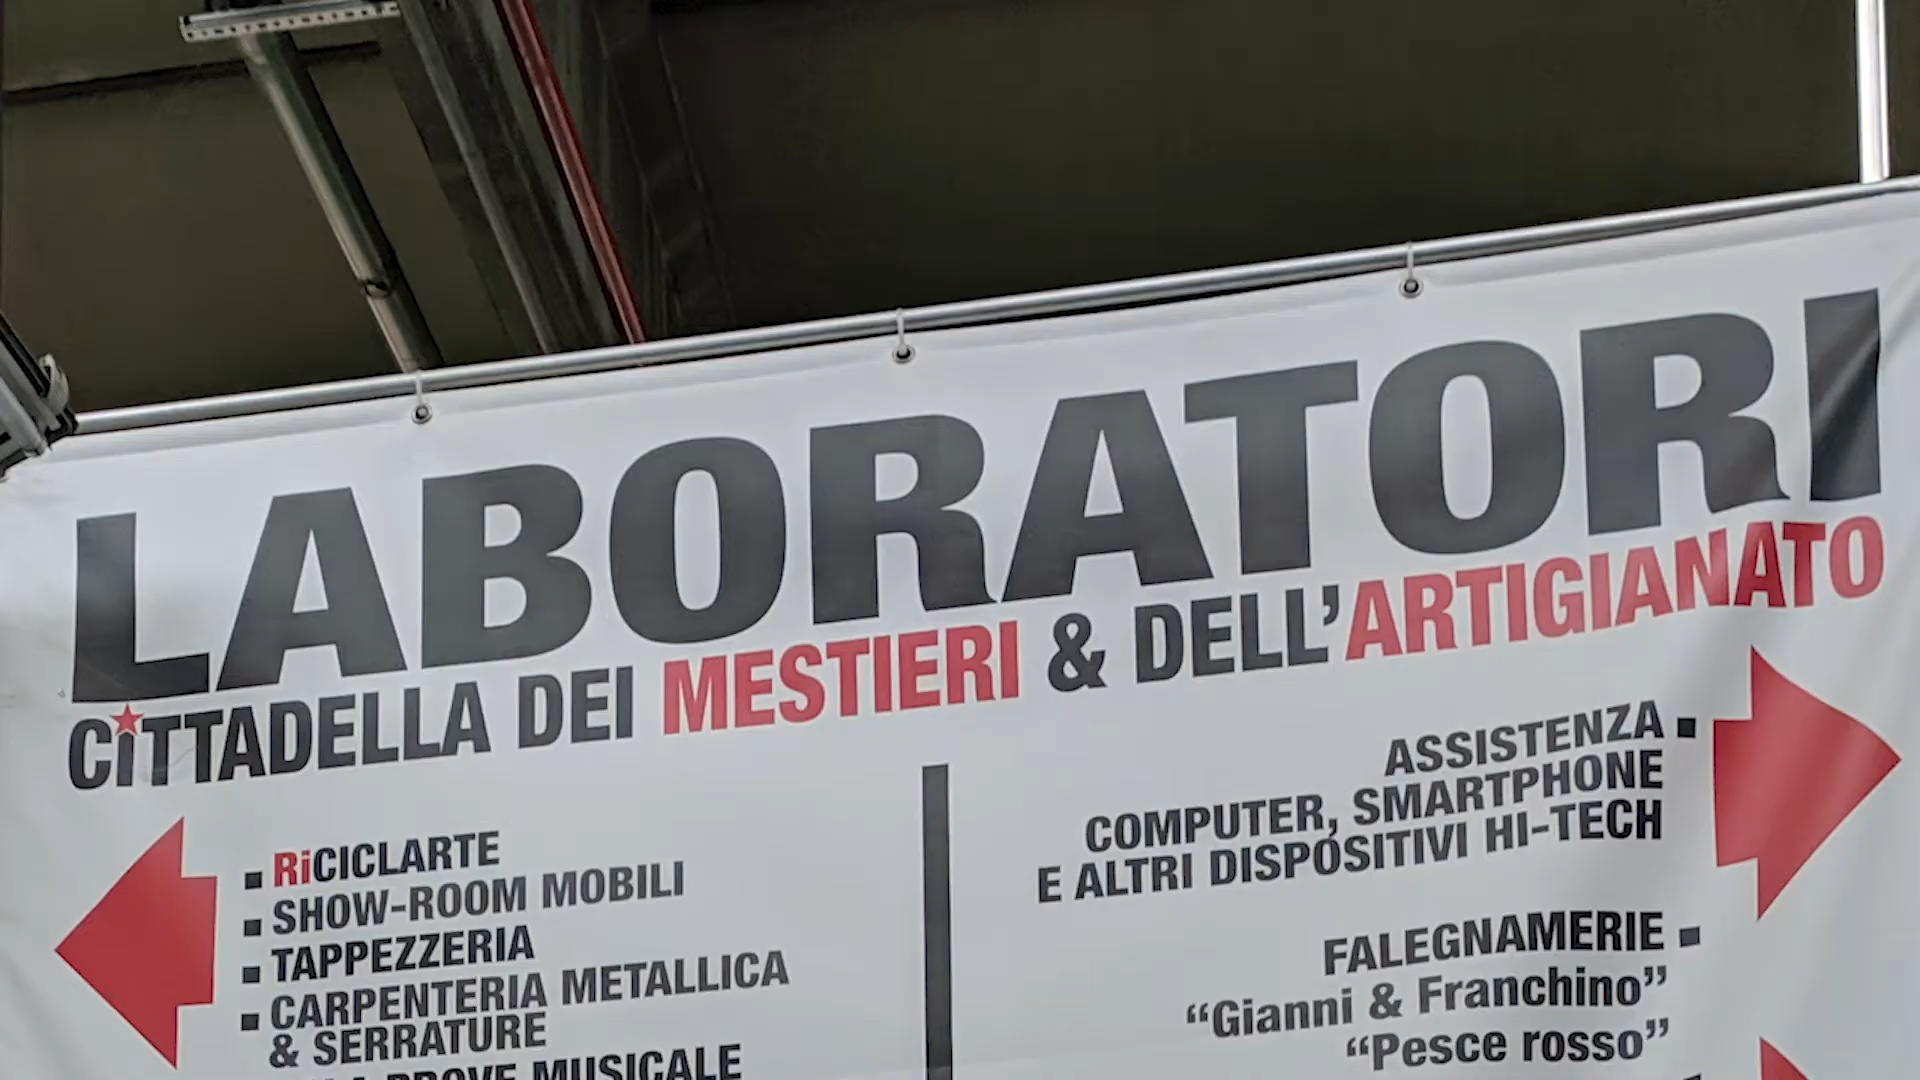 LABORATORI
CiTTADELLA DEI MESTIERI & DELL’ARTIGIANATO
RiCICLARTE
SHOW-ROOM MOBILI
TAPPEZZERIA
CARPENTERIA METALLICA
& SERRATURE
PROVE MUSICALE
ASSISTENZA
COMPUTER, SMARTPHONE
E ALTRI DISPOSITIVI HI-TECH
FALEGNAMERIE
“Gianni & Franchino”
“Pesce rosso”